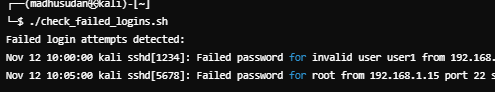 ┌──(madhusudan㉿kali)-[~]
└─$ ./check_failed_logins.sh
Failed login attempts detected:
Nov 12 10:00:00 kali sshd[1234]: Failed password for invalid user user1 from 192.168.
Nov 12 10:05:00 kali sshd[5678]: Failed password for root from 192.168.1.15 port 22 s